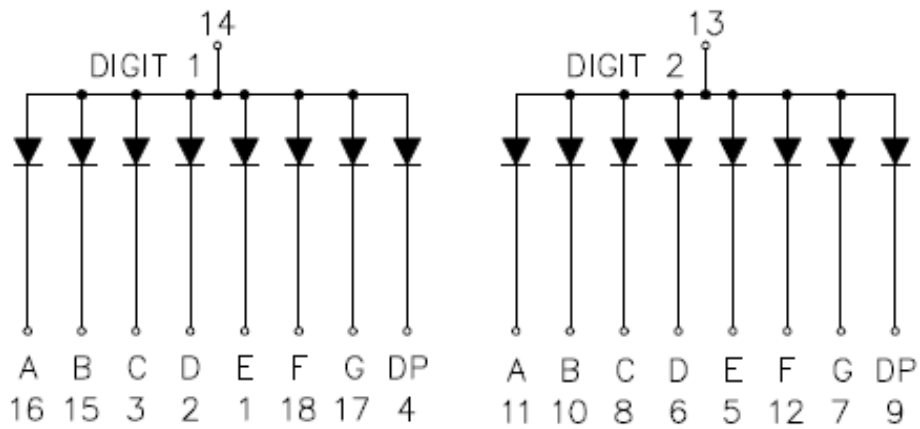 14 13
DIGIT 1 DIGIT 2
A B C D E F G DP A B C D E F G DP
16 15 3 2 1 18 17 4 11 10 8 6 5 12 7 9